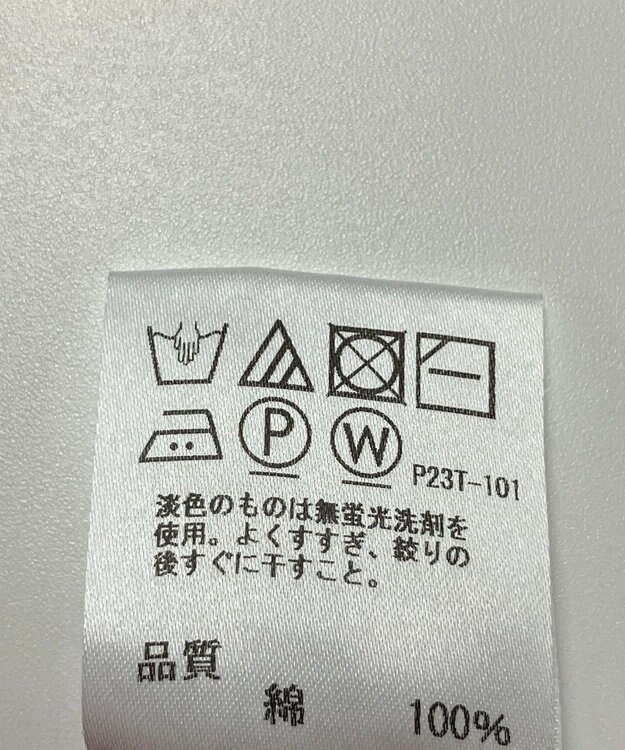 P W P23T-101
淡色のものは無蛍光洗剤を
使用。よくすすぎ、絞りの
後すぐに干すこと。
品質
綿 100%